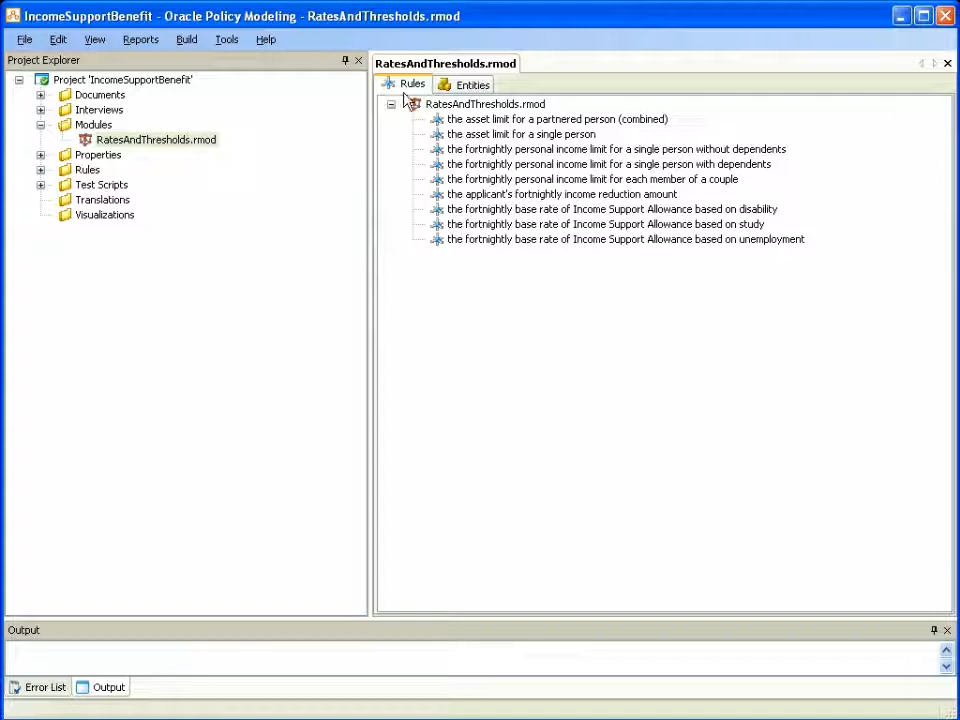 IncomeSupportBenefit - Oracle Policy Modeling - RatesAndThresholds.rmod
File Edit View Reports Build Tools Help
Project Explorer
Project 'IncomeSupportBenefit'
Documents
Interviews
Modules
RatesAndThresholds.rmod
Properties
Rules
Test Scripts
Translations
Visualizations
RatesAndThresholds.rmod
Rules Entities
RatesAndThresholds.rmod
the asset limit for a partnered person (combined)
the asset limit for a single person
the fortnightly personal income limit for a single person without dependents
the fortnightly personal income limit for a single person with dependents
the fortnightly personal income limit for each member of a couple
the applicant's fortnightly income reduction amount
the fortnightly base rate of Income Support Allowance based on disability
the fortnightly base rate of Income Support Allowance based on study
the fortnightly base rate of Income Support Allowance based on unemployment
Output
Error List Output